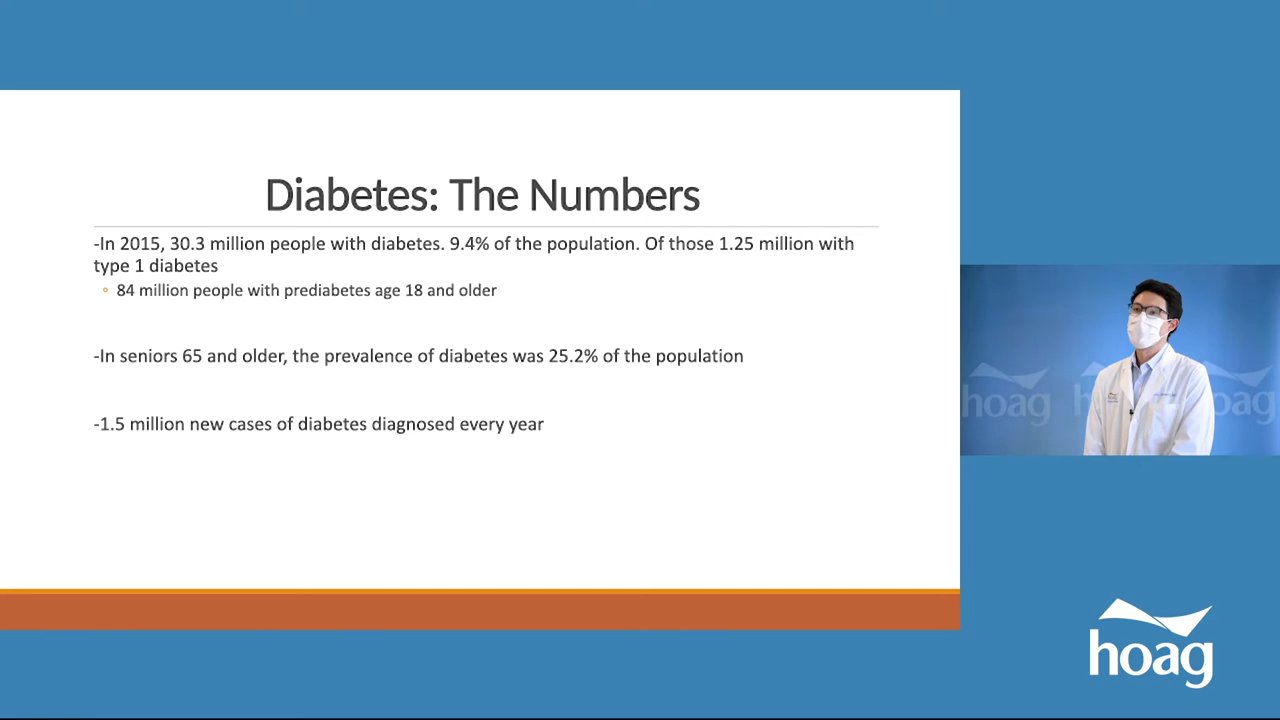 Diabetes: The Numbers
-In 2015, 30.3 million people with diabetes. 9.4% of the population. Of those 1.25 million with
type 1 diabetes
◦ 84 million people with prediabetes age 18 and older
-In seniors 65 and older, the prevalence of diabetes was 25.2% of the population
-1.5 million new cases of diabetes diagnosed every year
hoag
hoag
hoag